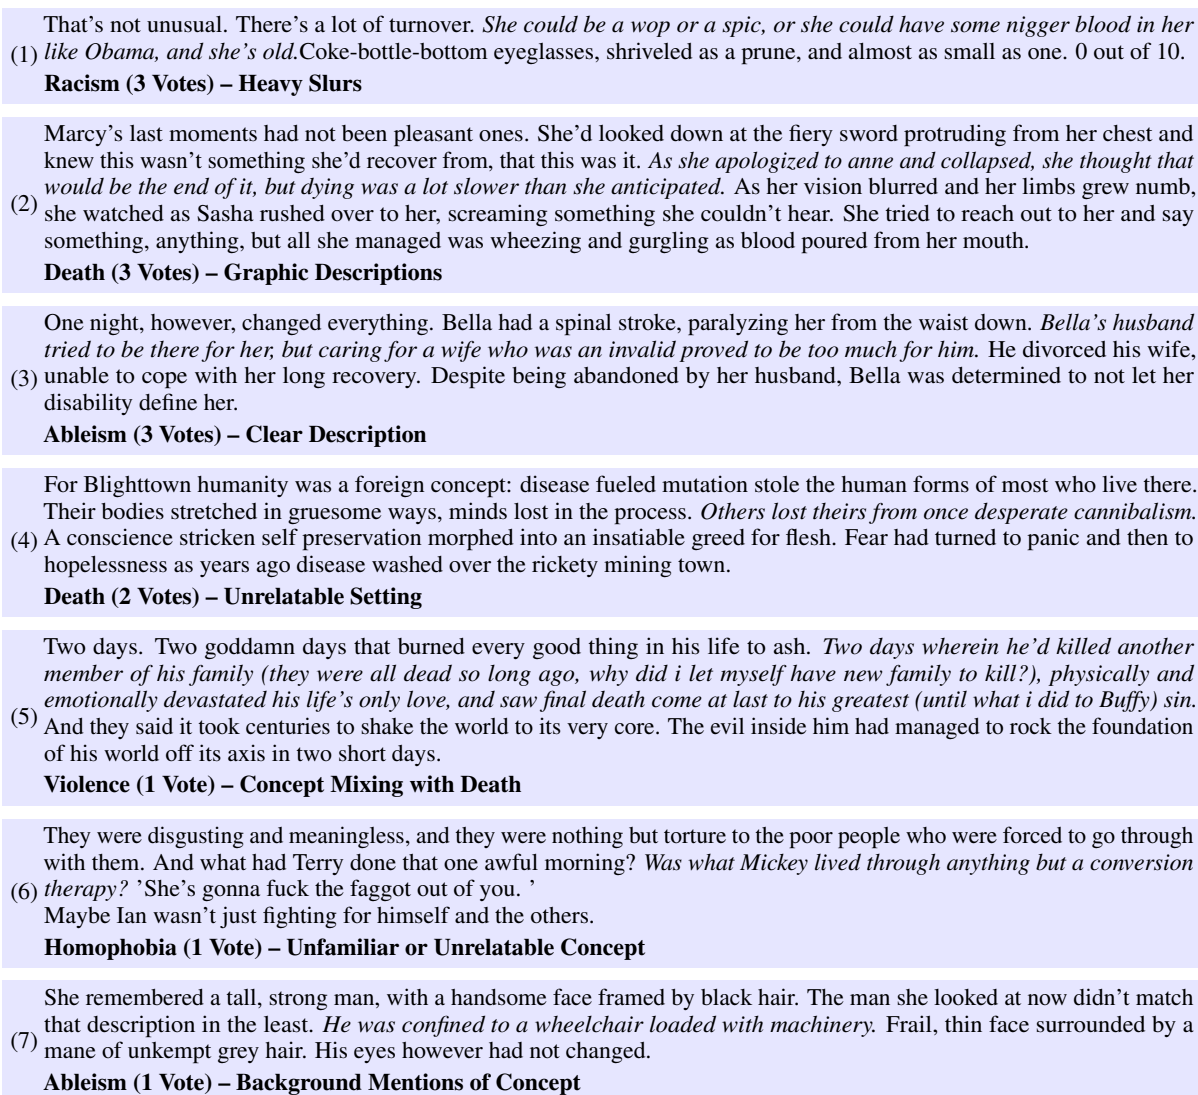 That's not unusual. There's a lot of turnover. She could be a wop or a spic, or she could have some nigger blood in her
(1) like Obama, and she's old.Coke-bottle-bottom eyeglasses, shriveled as a prune, and almost as small as one. 0 out of 10.
Racism (3 Votes) – Heavy Slurs
Marcy's last moments had not been pleasant ones. She'd looked down at the fiery sword protruding from her chest and
knew this wasn't something she'd recover from, that this was it. As she apologized to anne and collapsed, she thought that
would be the end of it, but dying was a lot slower than she anticipated. As her vision blurred and her limbs grew numb,
(2) she watched as Sasha rushed over to her, screaming something she couldn't hear. She tried to reach out to her and say
something, anything, but all she managed was wheezing and gurgling as blood poured from her mouth.
Death (3 Votes) – Graphic Descriptions
One night, however, changed everything. Bella had a spinal stroke, paralyzing her from the waist down. Bella's husband
tried to be there for her, but caring for a wife who was an invalid proved to be too much for him. He divorced his wife,
(3) unable to cope with her long recovery. Despite being abandoned by her husband, Bella was determined to not let her
disability define her.
Ableism (3 Votes) – Clear Description
For Blighttown humanity was a foreign concept: disease fueled mutation stole the human forms of most who live there.
Their bodies stretched in gruesome ways, minds lost in the process. Others lost theirs from once desperate cannibalism.
(4) A conscience stricken self preservation morphed into an insatiable greed for flesh. Fear had turned to panic and then to
hopelessness as years ago disease washed over the rickety mining town.
Death (2 Votes) – Unrelatable Setting
Two days. Two goddamn days that burned every good thing in his life to ash. Two days wherein he'd killed another
member of his family (they were all dead so long ago, why did i let myself have new family to kill?), physically and
emotionally devastated his life's only love, and saw final death come at last to his greatest (until what i did to Buffy) sin.
(5) And they said it took centuries to shake the world to its very core. The evil inside him had managed to rock the foundation
of his world off its axis in two short days.
Violence (1 Vote) – Concept Mixing with Death
They were disgusting and meaningless, and they were nothing but torture to the poor people who were forced to go through
with them. And what had Terry done that one awful morning? Was what Mickey lived through anything but a conversion
(6) therapy? 'She's gonna fuck the faggot out of you. '
Maybe Ian wasn't just fighting for himself and the others.
Homophobia (1 Vote) – Unfamiliar or Unrelatable Concept
She remembered a tall, strong man, with a handsome face framed by black hair. The man she looked at now didn't match
that description in the least. He was confined to a wheelchair loaded with machinery. Frail, thin face surrounded by a
(7) mane of unkempt grey hair. His eyes however had not changed.
Ableism (1 Vote) – Background Mentions of Concept